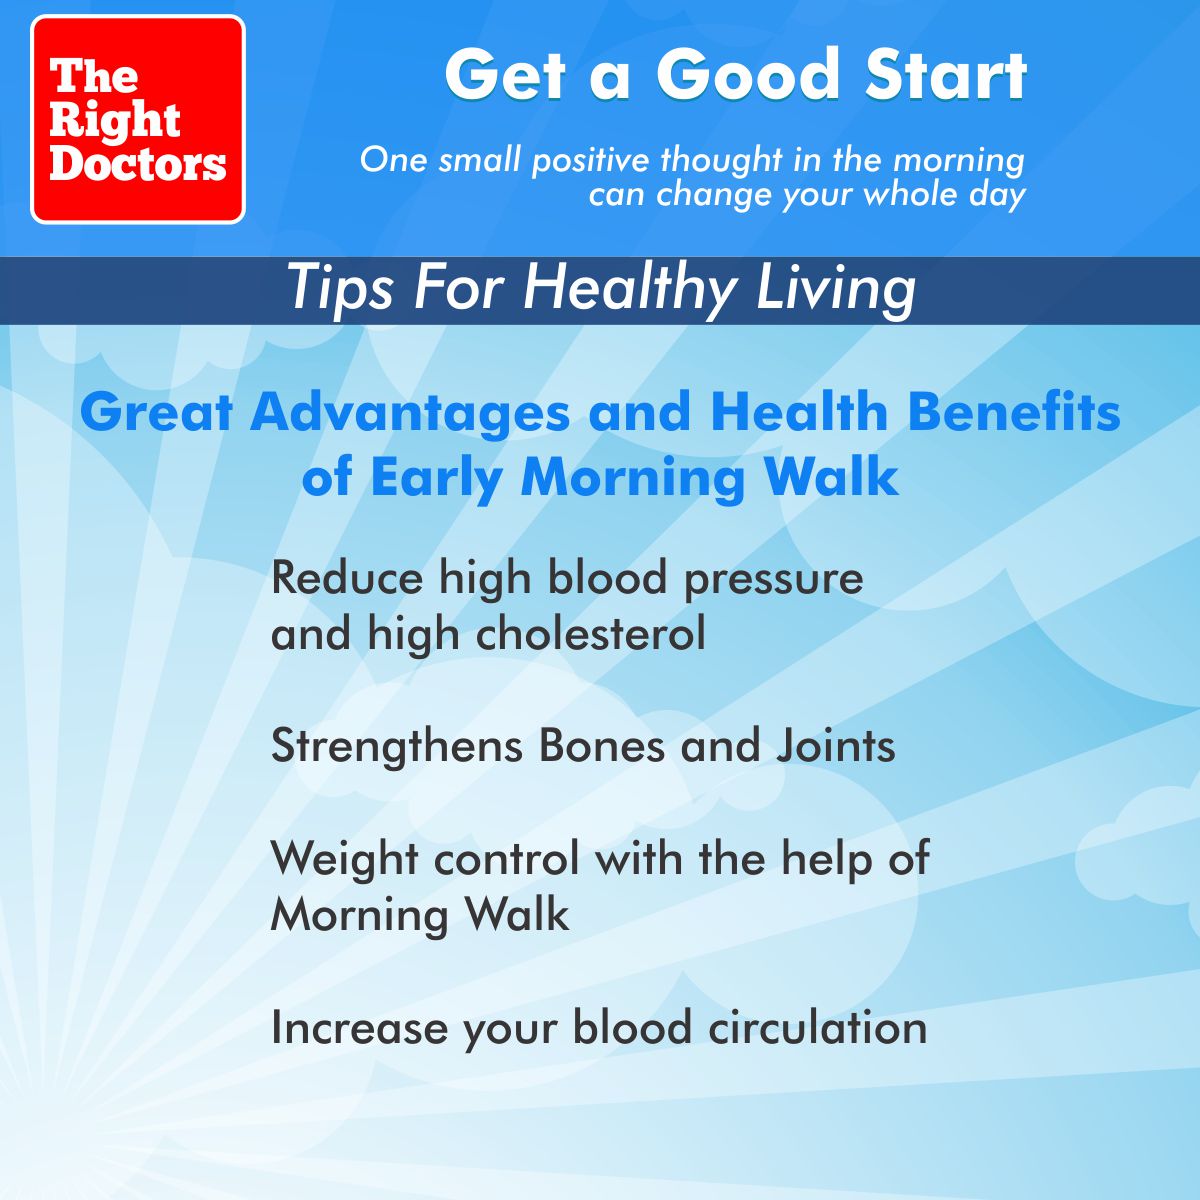 The
Right
Doctors
Get a Good Start
One small positive thought in the morning
can change your whole day
Tips For Healthy Living
Great Advantages and Health Benefits
of Early Morning Walk
Reduce high blood pressure
and high cholesterol
Strengthens Bones and Joints
Weight control with the help of
Morning Walk
Increase your blood circulation